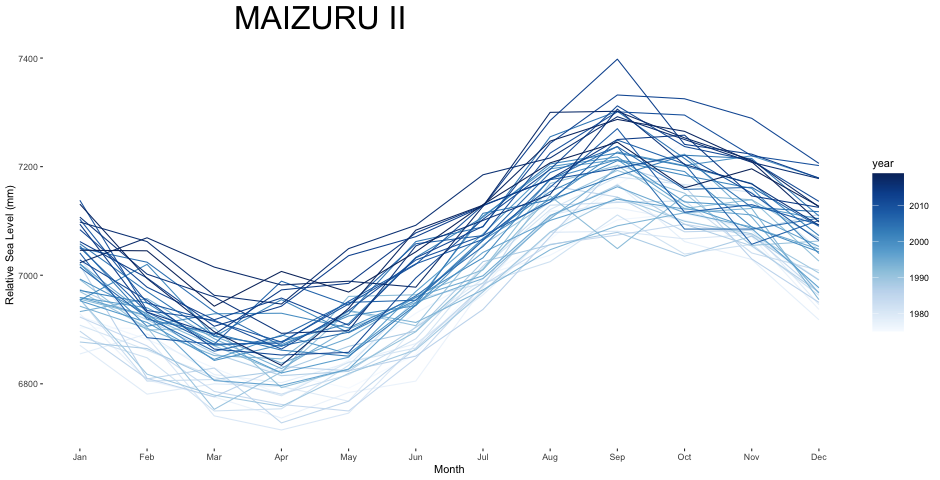 MAIZURU II
7400
7200
7000
6800
Relative Sea Level (mm)
Jan Feb Mar Apr May Jun Jul Aug Sep Oct Nov Dec
Month
year
2010
2000
1990
1980